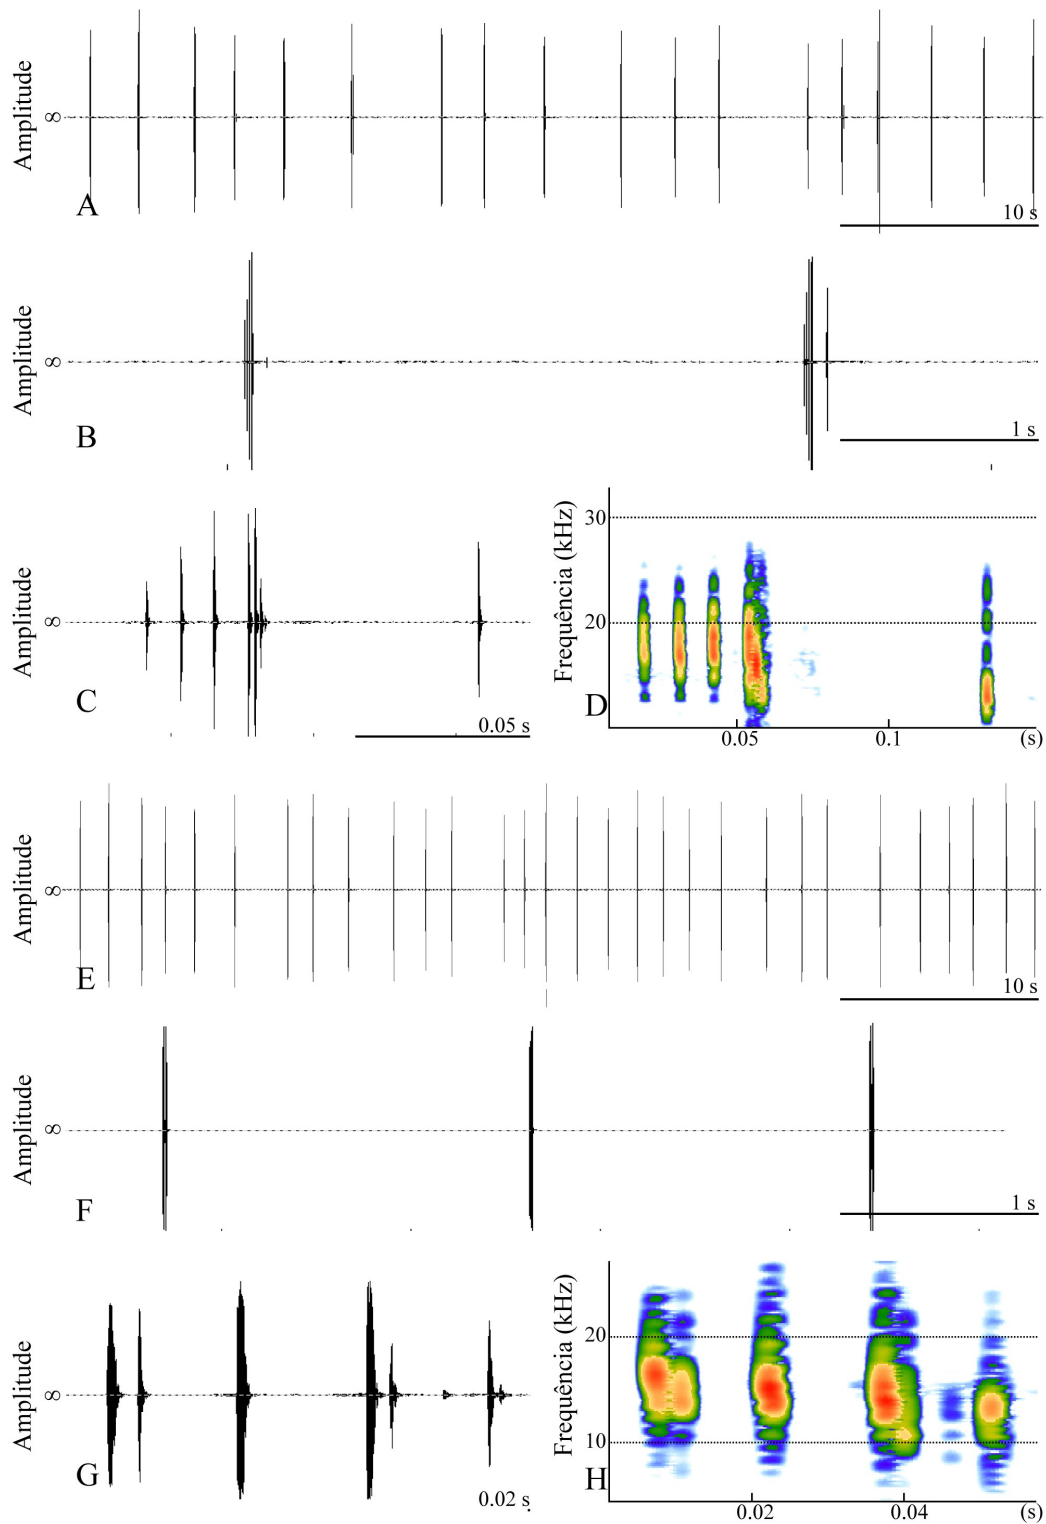 Amplitude
∞
A
10 s
Amplitude
∞
B
1 s
Amplitude
∞
C
0.05 s
Frequência (kHz)
30
20
D
0.05
0.1
(s)
Amplitude
∞
E
10 s
Amplitude
∞
F
1 s
Amplitude
∞
G
0.02 s
Frequência (kHz)
20
10
H
0.02
0.04
(s)